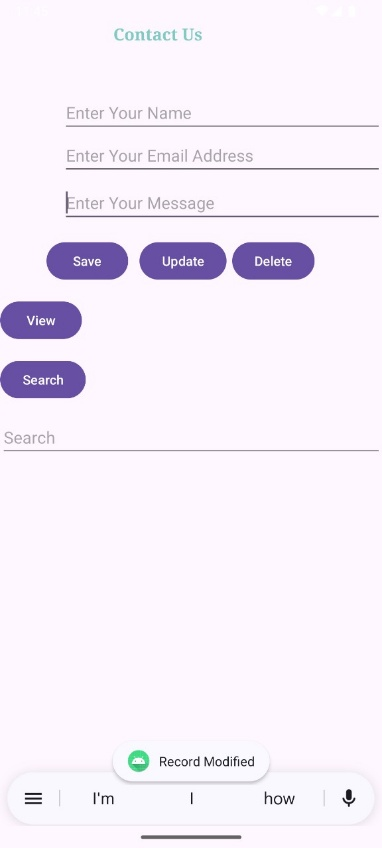 Contact Us
Enter Your Name
Enter Your Email Address
Enter Your Message
Save Update Delete
View
Search
Search
Record Modified
I'm I how